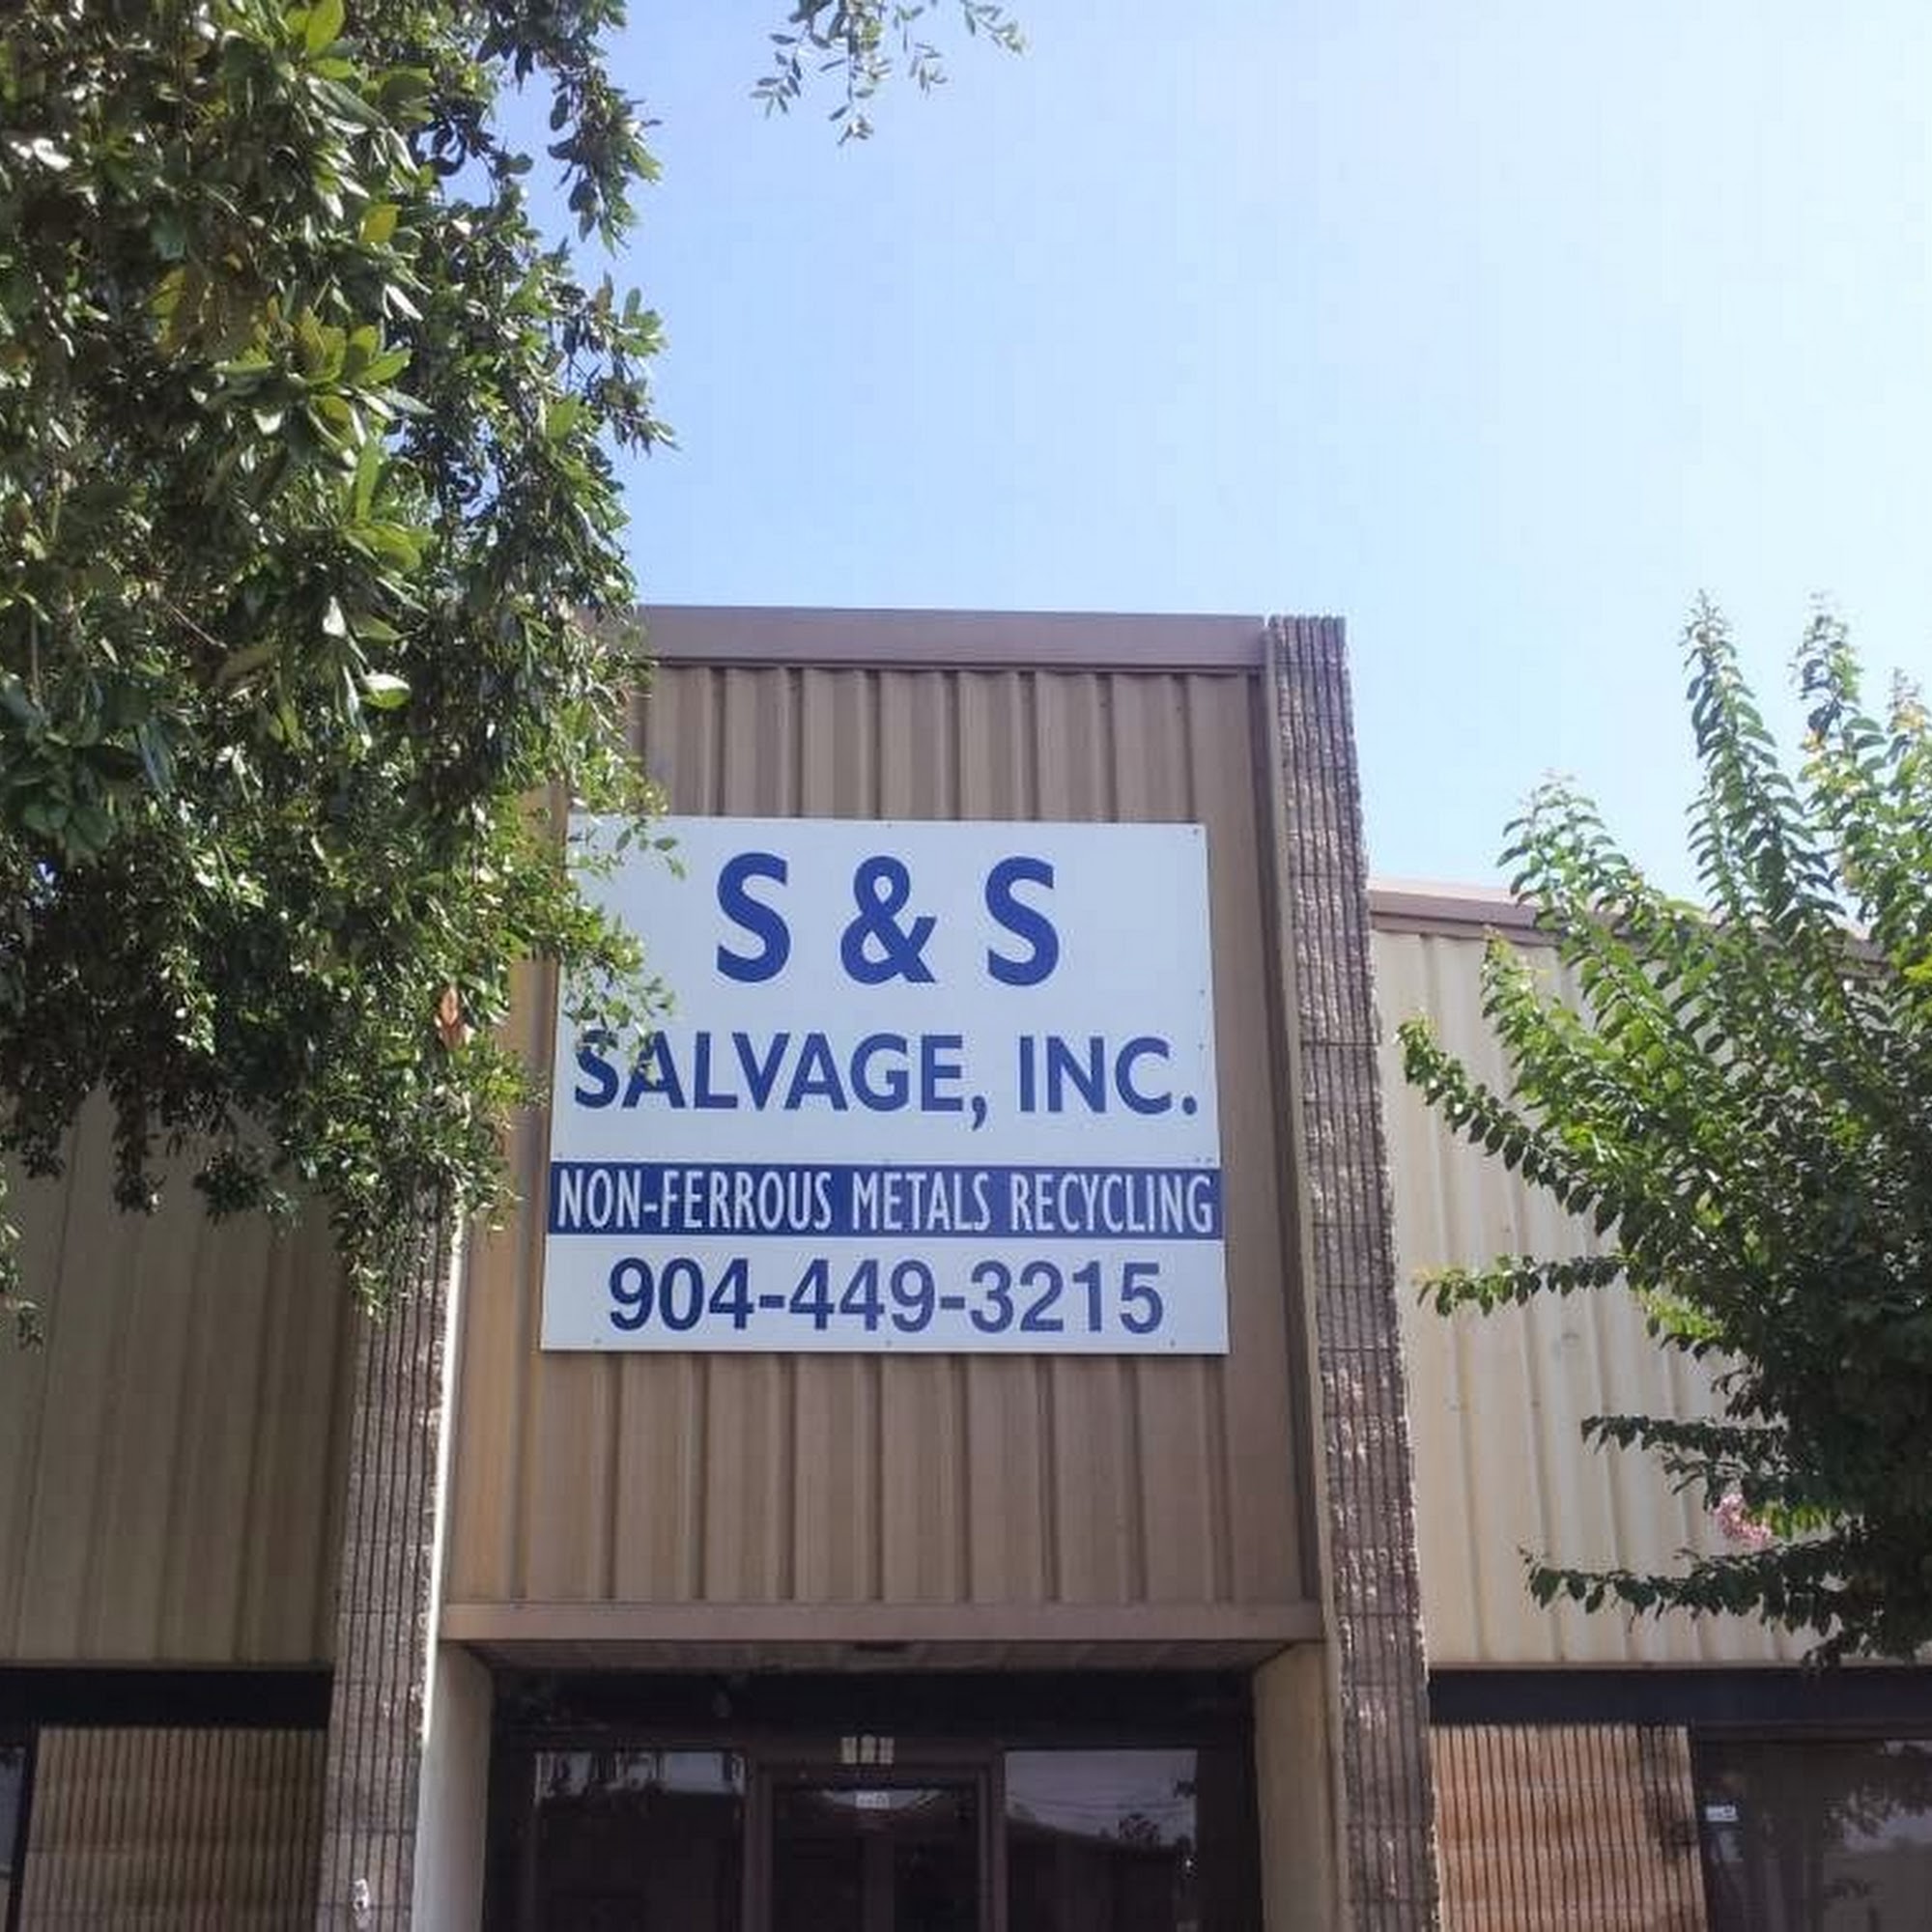 S & S
SALVAGE, INC.
NON-FERROUS METALS RECYCLING
904-449-3215